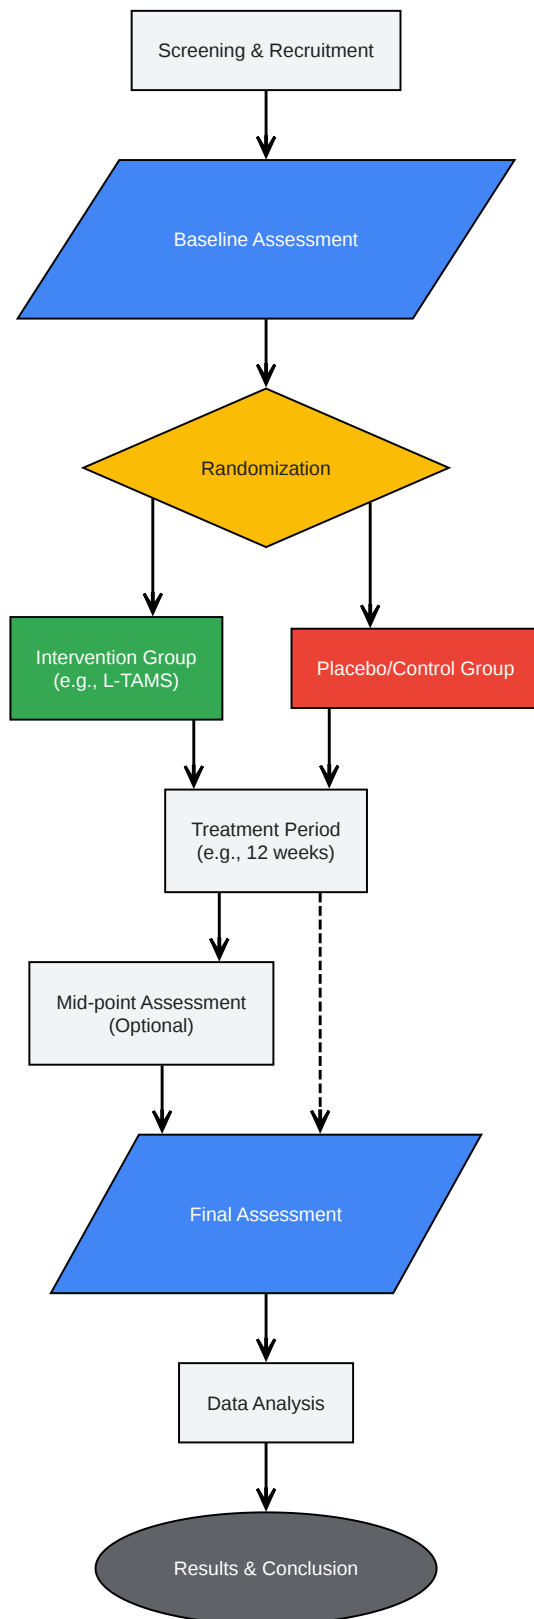 Screening & Recruitment
Baseline Assessment
Randomization
Intervention Group
(e.g., L-TAMS)
Placebo/Control Group
Treatment Period
(e.g., 12 weeks)
Mid-point Assessment
(Optional)
Final Assessment
Data Analysis
Results & Conclusion